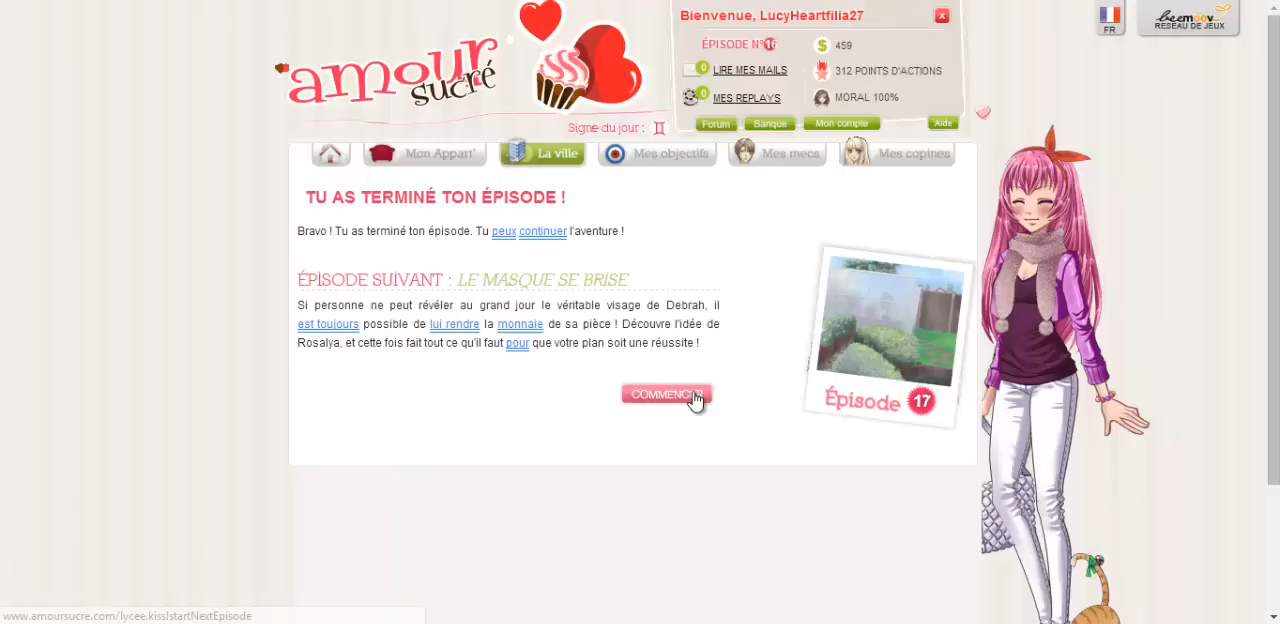 amour
sucré
Signe du jour :
Bienvenue, LucyHeartfilia27
x
ÉPISODE N°16
459
0
LIRE MES MAILS
312 POINTS D'ACTIONS
0
MES REPLAYS
MORAL 100%
Forum
Banque
Mon compte
Aide
FR
beemoov
RESEAU DE JEUX
Mon Appart'
La ville
Mes objectifs
Mes mecs
Mes copines
TU AS TERMINÉ TON ÉPISODE !
Bravo ! Tu as terminé ton épisode. Tu peux continuer l'aventure !
ÉPISODE SUIVANT : LE MASQUE SE BRISE
Si personne ne peut révéler au grand jour le véritable visage de Debrah, il
est toujours possible de lui rendre la monnaie de sa pièce ! Découvre l'idée de
Rosalya, et cette fois fait tout ce qu'il faut pour que votre plan soit une réussite !
COMMENCER
Épisode 17
www.amoursucre.com/lycee.kiss!startNextEpisode